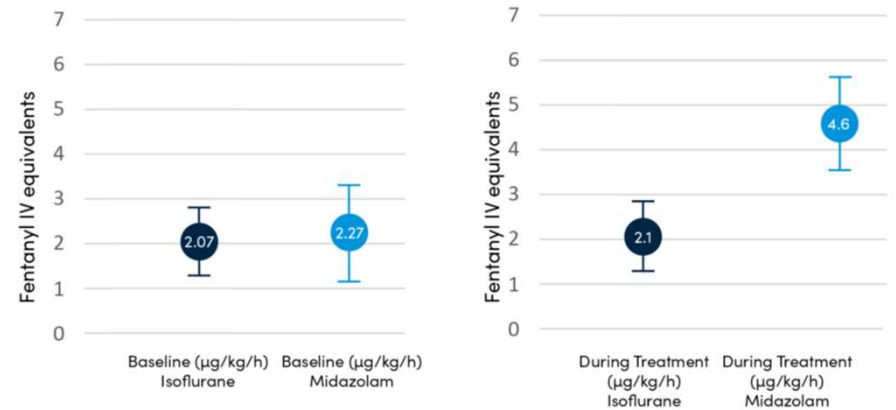 Fentanyl IV equivalents
7
6
5
4
3
2
1
0
2.07
2.27
Baseline (µg/kg/h)
Isoflurane
Baseline (µg/kg/h)
Midazolam
Fentanyl IV equivalents
7
6
5
4
3
2
1
0
2.1
4.6
During Treatment
(µg/kg/h)
Isoflurane
During Treatment
(µg/kg/h)
Midazolam